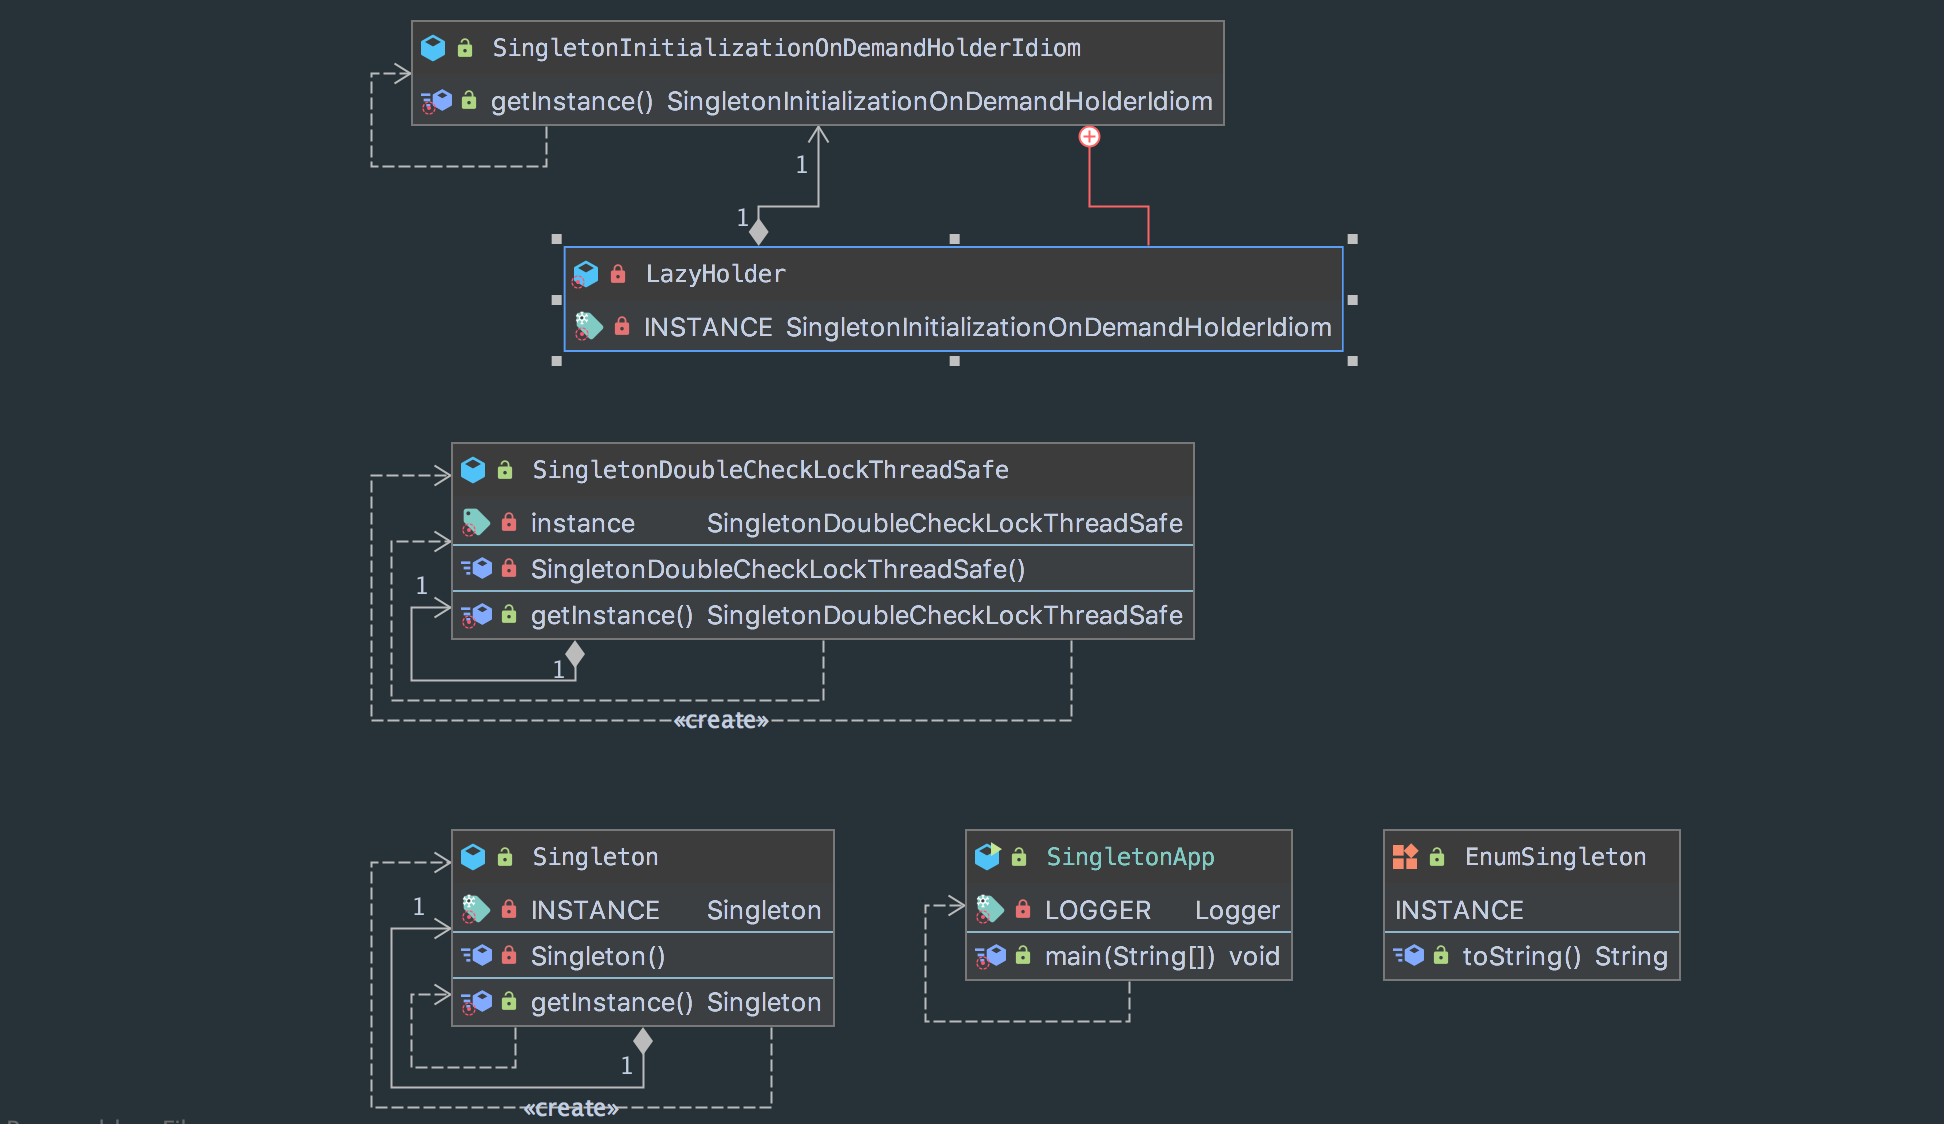 SingletonInitializationOnDemandHolderIdiom
getInstance() SingletonInitializationOnDemandHolderIdiom
1
1
LazyHolder
INSTANCE SingletonInitializationOnDemandHolderIdiom
SingletonDoubleCheckLockThreadSafe
instance SingletonDoubleCheckLockThreadSafe
SingletonDoubleCheckLockThreadSafe()
1
getInstance() SingletonDoubleCheckLockThreadSafe
1
«create»
Singleton
INSTANCE Singleton
1
Singleton()
getInstance() Singleton
1
«create»
SingletonApp
LOGGER Logger
main(String[]) void
EnumSingleton
INSTANCE
toString() String